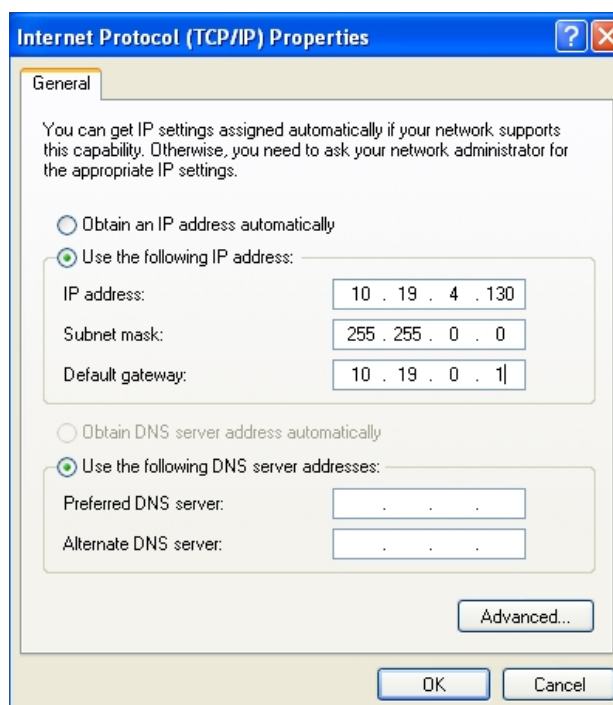 Internet Protocol (TCP/IP) Properties
General
You can get IP settings assigned automatically if your network supports
this capability. Otherwise, you need to ask your network administrator for
the appropriate IP settings.
Obtain an IP address automatically
Use the following IP address:
IP address: 10 . 19 . 4 . 130
Subnet mask: 255 . 255 . 0 . 0
Default gateway: 10 . 19 . 0 . 1
Obtain DNS server address automatically
Use the following DNS server addresses:
Preferred DNS server: . . .
Alternate DNS server: . . .
Advanced...
OK Cancel